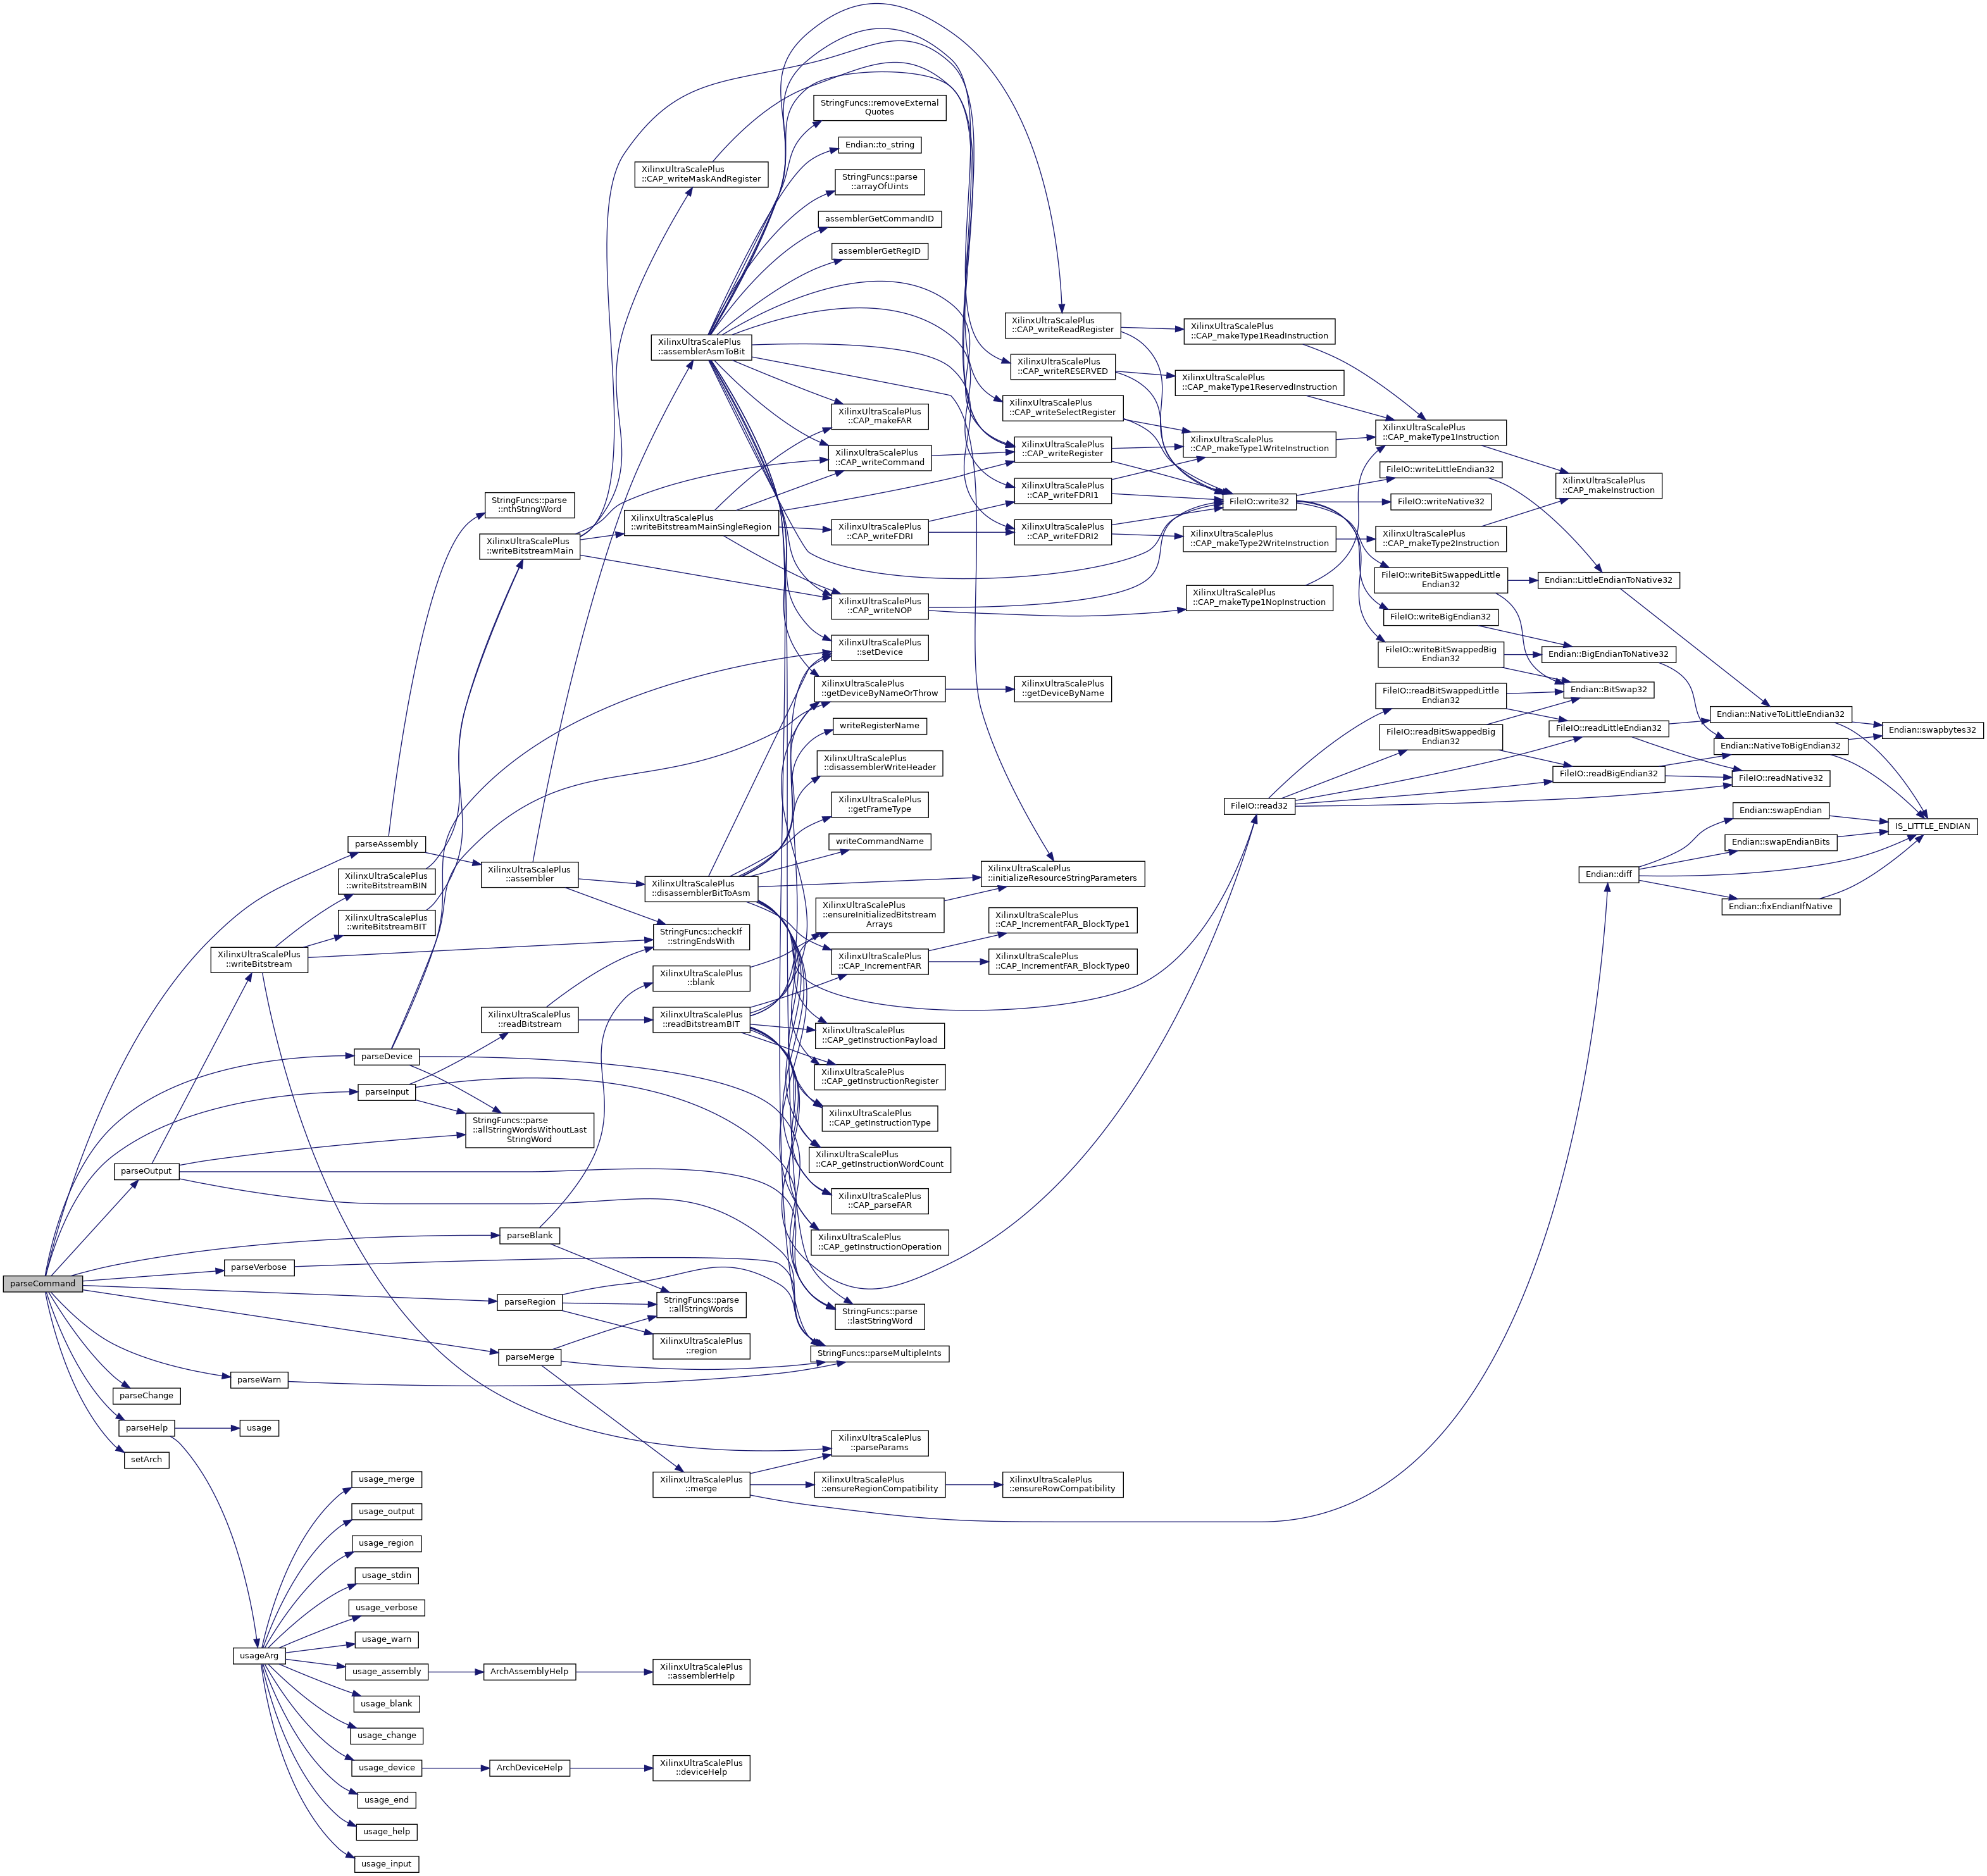 StringFuncs::removeExternal
Quotes
Endian::to_string
XilinxUltraScalePlus
::CAP_writeMaskAndRegister
StringFuncs::parse
::arrayOfUints
assemblerGetCommandID
assemblerGetRegID
XilinxUltraScalePlus
::CAP_writeReadRegister
XilinxUltraScalePlus
::CAP_makeType1ReadInstruction
XilinxUltraScalePlus
::assemblerAsmToBit
XilinxUltraScalePlus
::CAP_writeRESERVED
XilinxUltraScalePlus
::CAP_makeType1ReservedInstruction
XilinxUltraScalePlus
::CAP_makeFAR
XilinxUltraScalePlus
::CAP_writeSelectRegister
XilinxUltraScalePlus
::CAP_makeType1Instruction
XilinxUltraScalePlus
::CAP_writeCommand
XilinxUltraScalePlus
::CAP_writeRegister
XilinxUltraScalePlus
::CAP_makeType1WriteInstruction
FileIO::writeLittleEndian32
XilinxUltraScalePlus
::CAP_makeInstruction
StringFuncs::parse
::nthStringWord
XilinxUltraScalePlus
::CAP_writeFDRI1
FileIO::write32
FileIO::writeNative32
XilinxUltraScalePlus
::writeBitstreamMain
XilinxUltraScalePlus
::writeBitstreamMainSingleRegion
XilinxUltraScalePlus
::CAP_writeFDRI
XilinxUltraScalePlus
::CAP_writeFDRI2
XilinxUltraScalePlus
::CAP_makeType2WriteInstruction
XilinxUltraScalePlus
::CAP_makeType2Instruction
FileIO::writeBitSwappedLittle
Endian32
Endian::LittleEndianToNative32
XilinxUltraScalePlus
::CAP_writeNOP
XilinxUltraScalePlus
::CAP_makeType1NopInstruction
FileIO::writeBigEndian32
XilinxUltraScalePlus
::setDevice
FileIO::writeBitSwappedBig
Endian32
Endian::BigEndianToNative32
XilinxUltraScalePlus
::getDeviceByNameOrThrow
XilinxUltraScalePlus
::getDeviceByName
FileIO::readBitSwappedLittle
Endian32
Endian::BitSwap32
writeRegisterName
FileIO::readBitSwappedBig
Endian32
FileIO::readLittleEndian32
Endian::NativeToLittleEndian32
Endian::swapbytes32
XilinxUltraScalePlus
::disassemblerWriteHeader
FileIO::readBigEndian32
Endian::NativeToBigEndian32
FileIO::readNative32
XilinxUltraScalePlus
::getFrameType
FileIO::read32
Endian::swapEndian
IS_LITTLE_ENDIAN
parseAssembly
writeCommandName
Endian::swapEndianBits
XilinxUltraScalePlus
::assembler
XilinxUltraScalePlus
::initializeResourceStringParameters
Endian::diff
XilinxUltraScalePlus
::writeBitstreamBIN
XilinxUltraScalePlus
::disassemblerBitToAsm
Endian::fixEndianIfNative
XilinxUltraScalePlus
::writeBitstreamBIT
XilinxUltraScalePlus
::ensureInitializedBitstream
Arrays
XilinxUltraScalePlus
::CAP_IncrementFAR_BlockType1
StringFuncs::checkIf
::stringEndsWith
XilinxUltraScalePlus
::writeBitstream
XilinxUltraScalePlus
::CAP_IncrementFAR
XilinxUltraScalePlus
::CAP_IncrementFAR_BlockType0
XilinxUltraScalePlus
::blank
XilinxUltraScalePlus
::readBitstream
XilinxUltraScalePlus
::readBitstreamBIT
XilinxUltraScalePlus
::CAP_getInstructionPayload
parseDevice
XilinxUltraScalePlus
::CAP_getInstructionRegister
parseInput
XilinxUltraScalePlus
::CAP_getInstructionType
StringFuncs::parse
::allStringWordsWithoutLast
StringWord
XilinxUltraScalePlus
::CAP_getInstructionWordCount
parseOutput
XilinxUltraScalePlus
::CAP_parseFAR
parseBlank
XilinxUltraScalePlus
::CAP_getInstructionOperation
parseVerbose
parseCommand
parseRegion
StringFuncs::parse
::allStringWords
StringFuncs::parse
::lastStringWord
XilinxUltraScalePlus
::region
parseMerge
StringFuncs::parseMultipleInts
parseWarn
parseChange
parseHelp
usage
XilinxUltraScalePlus
::parseParams
setArch
usage_merge
XilinxUltraScalePlus
::merge
XilinxUltraScalePlus
::ensureRegionCompatibility
XilinxUltraScalePlus
::ensureRowCompatibility
usage_output
usage_region
usage_stdin
usage_verbose
usage_warn
usageArg
usage_assembly
ArchAssemblyHelp
XilinxUltraScalePlus
::assemblerHelp
usage_blank
usage_change
usage_device
ArchDeviceHelp
XilinxUltraScalePlus
::deviceHelp
usage_end
usage_help
usage_input